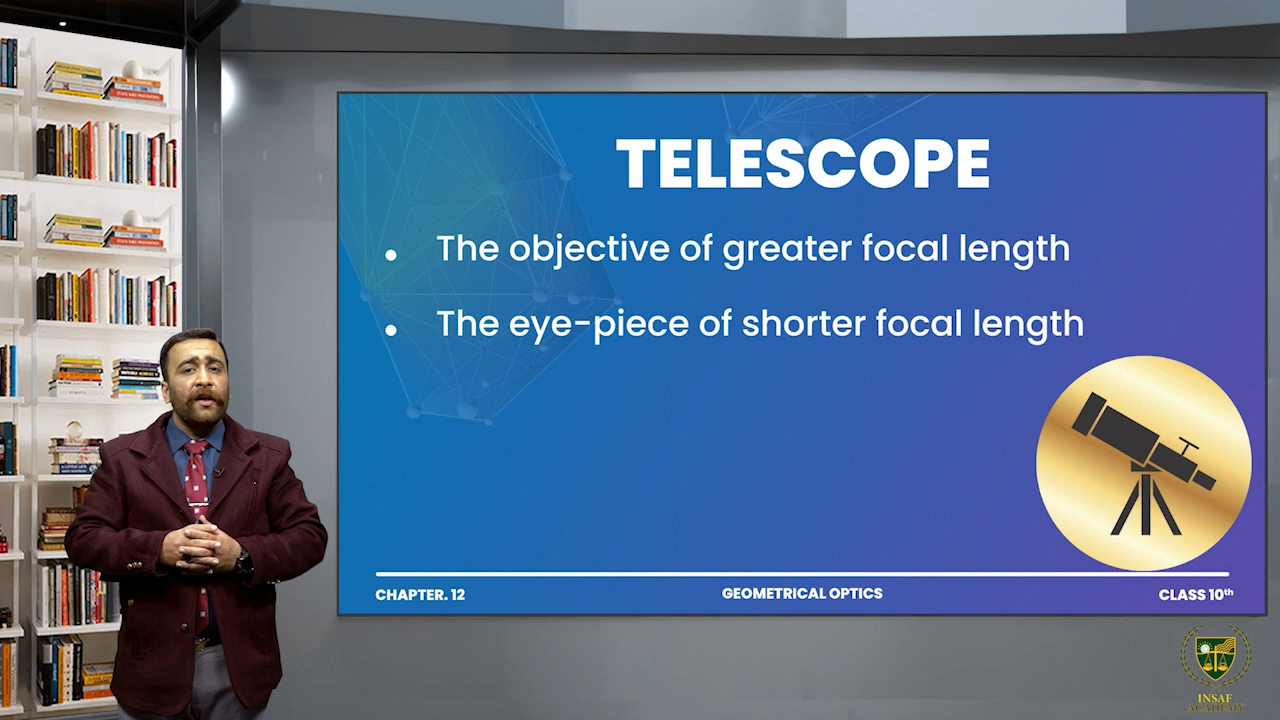 TELESCOPE
• The objective of greater focal length
• The eye-piece of shorter focal length
CHAPTER. 12
GEOMETRICAL OPTICS
CLASS 10th
INSAF
ACADEMY